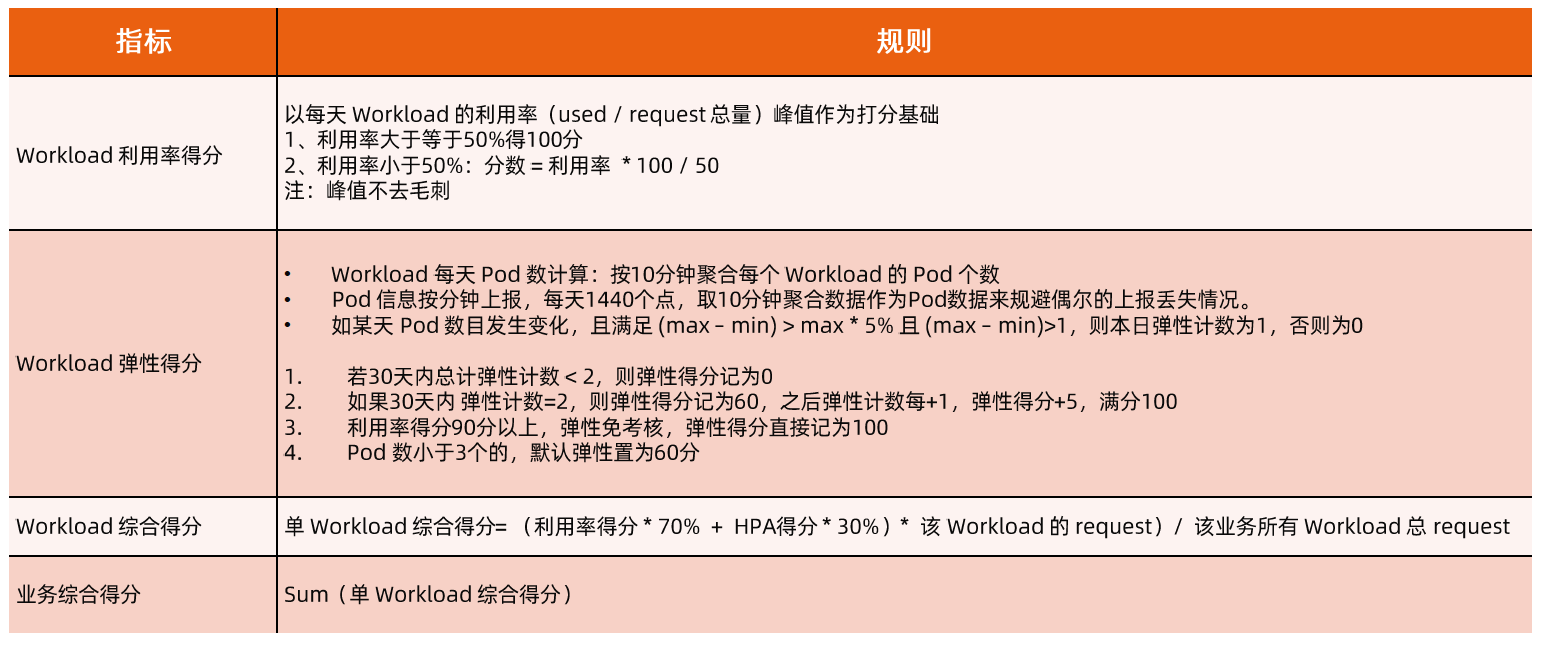 指标
规则
Workload 利用率得分
以每天 Workload 的利用率（used / request 总量）峰值作为打分基础
1、利用率大于等于50%得100分
2、利用率小于50%：分数 = 利用率 * 100 / 50
注：峰值不去毛刺
Workload 弹性得分
• Workload 每天 Pod 数计算：按10分钟聚合每个 Workload 的 Pod 个数
• Pod 信息按分钟上报，每天1440个点，取10分钟聚合数据作为Pod数据来规避偶尔的上报丢失情况。
• 如某天 Pod 数目发生变化，且满足 (max – min) > max * 5% 且 (max – min)>1，则本日弹性计数为1，否则为0
1. 若30天内总计弹性计数 < 2，则弹性得分记为0
2. 如果30天内 弹性计数=2，则弹性得分记为60，之后弹性计数每+1，弹性得分+5，满分100
3. 利用率得分90分以上，弹性免考核，弹性得分直接记为100
4. Pod 数小于3个的，默认弹性置为60分
Workload 综合得分
单 Workload 综合得分= （利用率得分 * 70% + HPA得分 * 30%）* 该 Workload 的 request）/ 该业务所有 Workload 总 request
业务综合得分
Sum（单 Workload 综合得分）